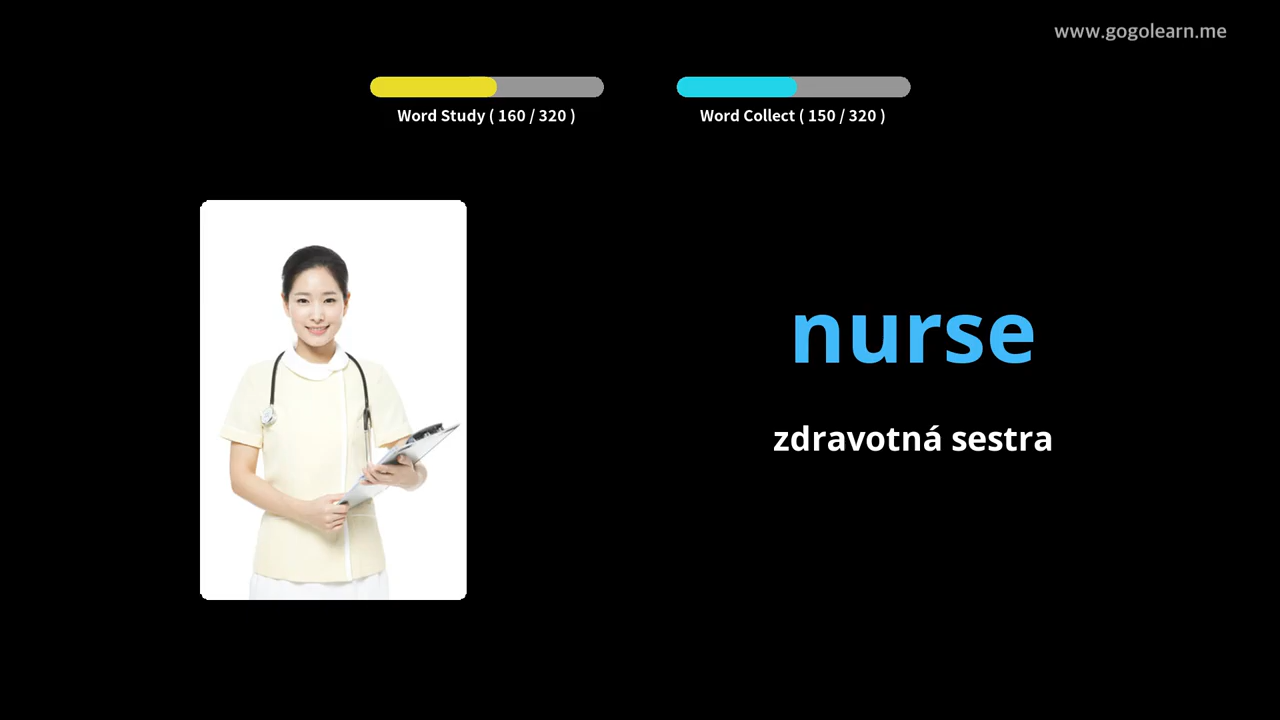 www.gogolearn.me
Word Study ( 160 / 320 )
Word Collect ( 150 / 320 )
nurse
zdravotná sestra